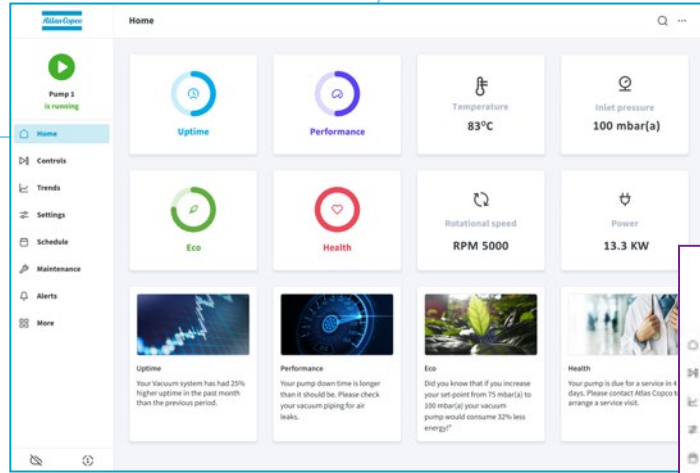 Atlas Copco
Home
Pump 1
is running
Home
Controls
Trends
Settings
Schedule
Maintenance
Alerts
More
Uptime
Performance
Temperature
83°C
Inlet pressure
100 mbar(a)
Eco
Health
Rotational speed
RPM 5000
Power
13.3 KW
Uptime
Your Vacuum system has had 25%
higher uptime in the past month
than the previous period.
Performance
Your pump down time is longer
than it should be. Please check
your vacuum piping for air
leaks.
Eco
Did you know that if you increase
your set-point from 75 mbar(a) to
100 mbar(a) your vacuum
pump would consume 32% less
energy!"
Health
Your pump is due for a service in 4
days. Please contact Atlas Copco to
arrange a service visit.